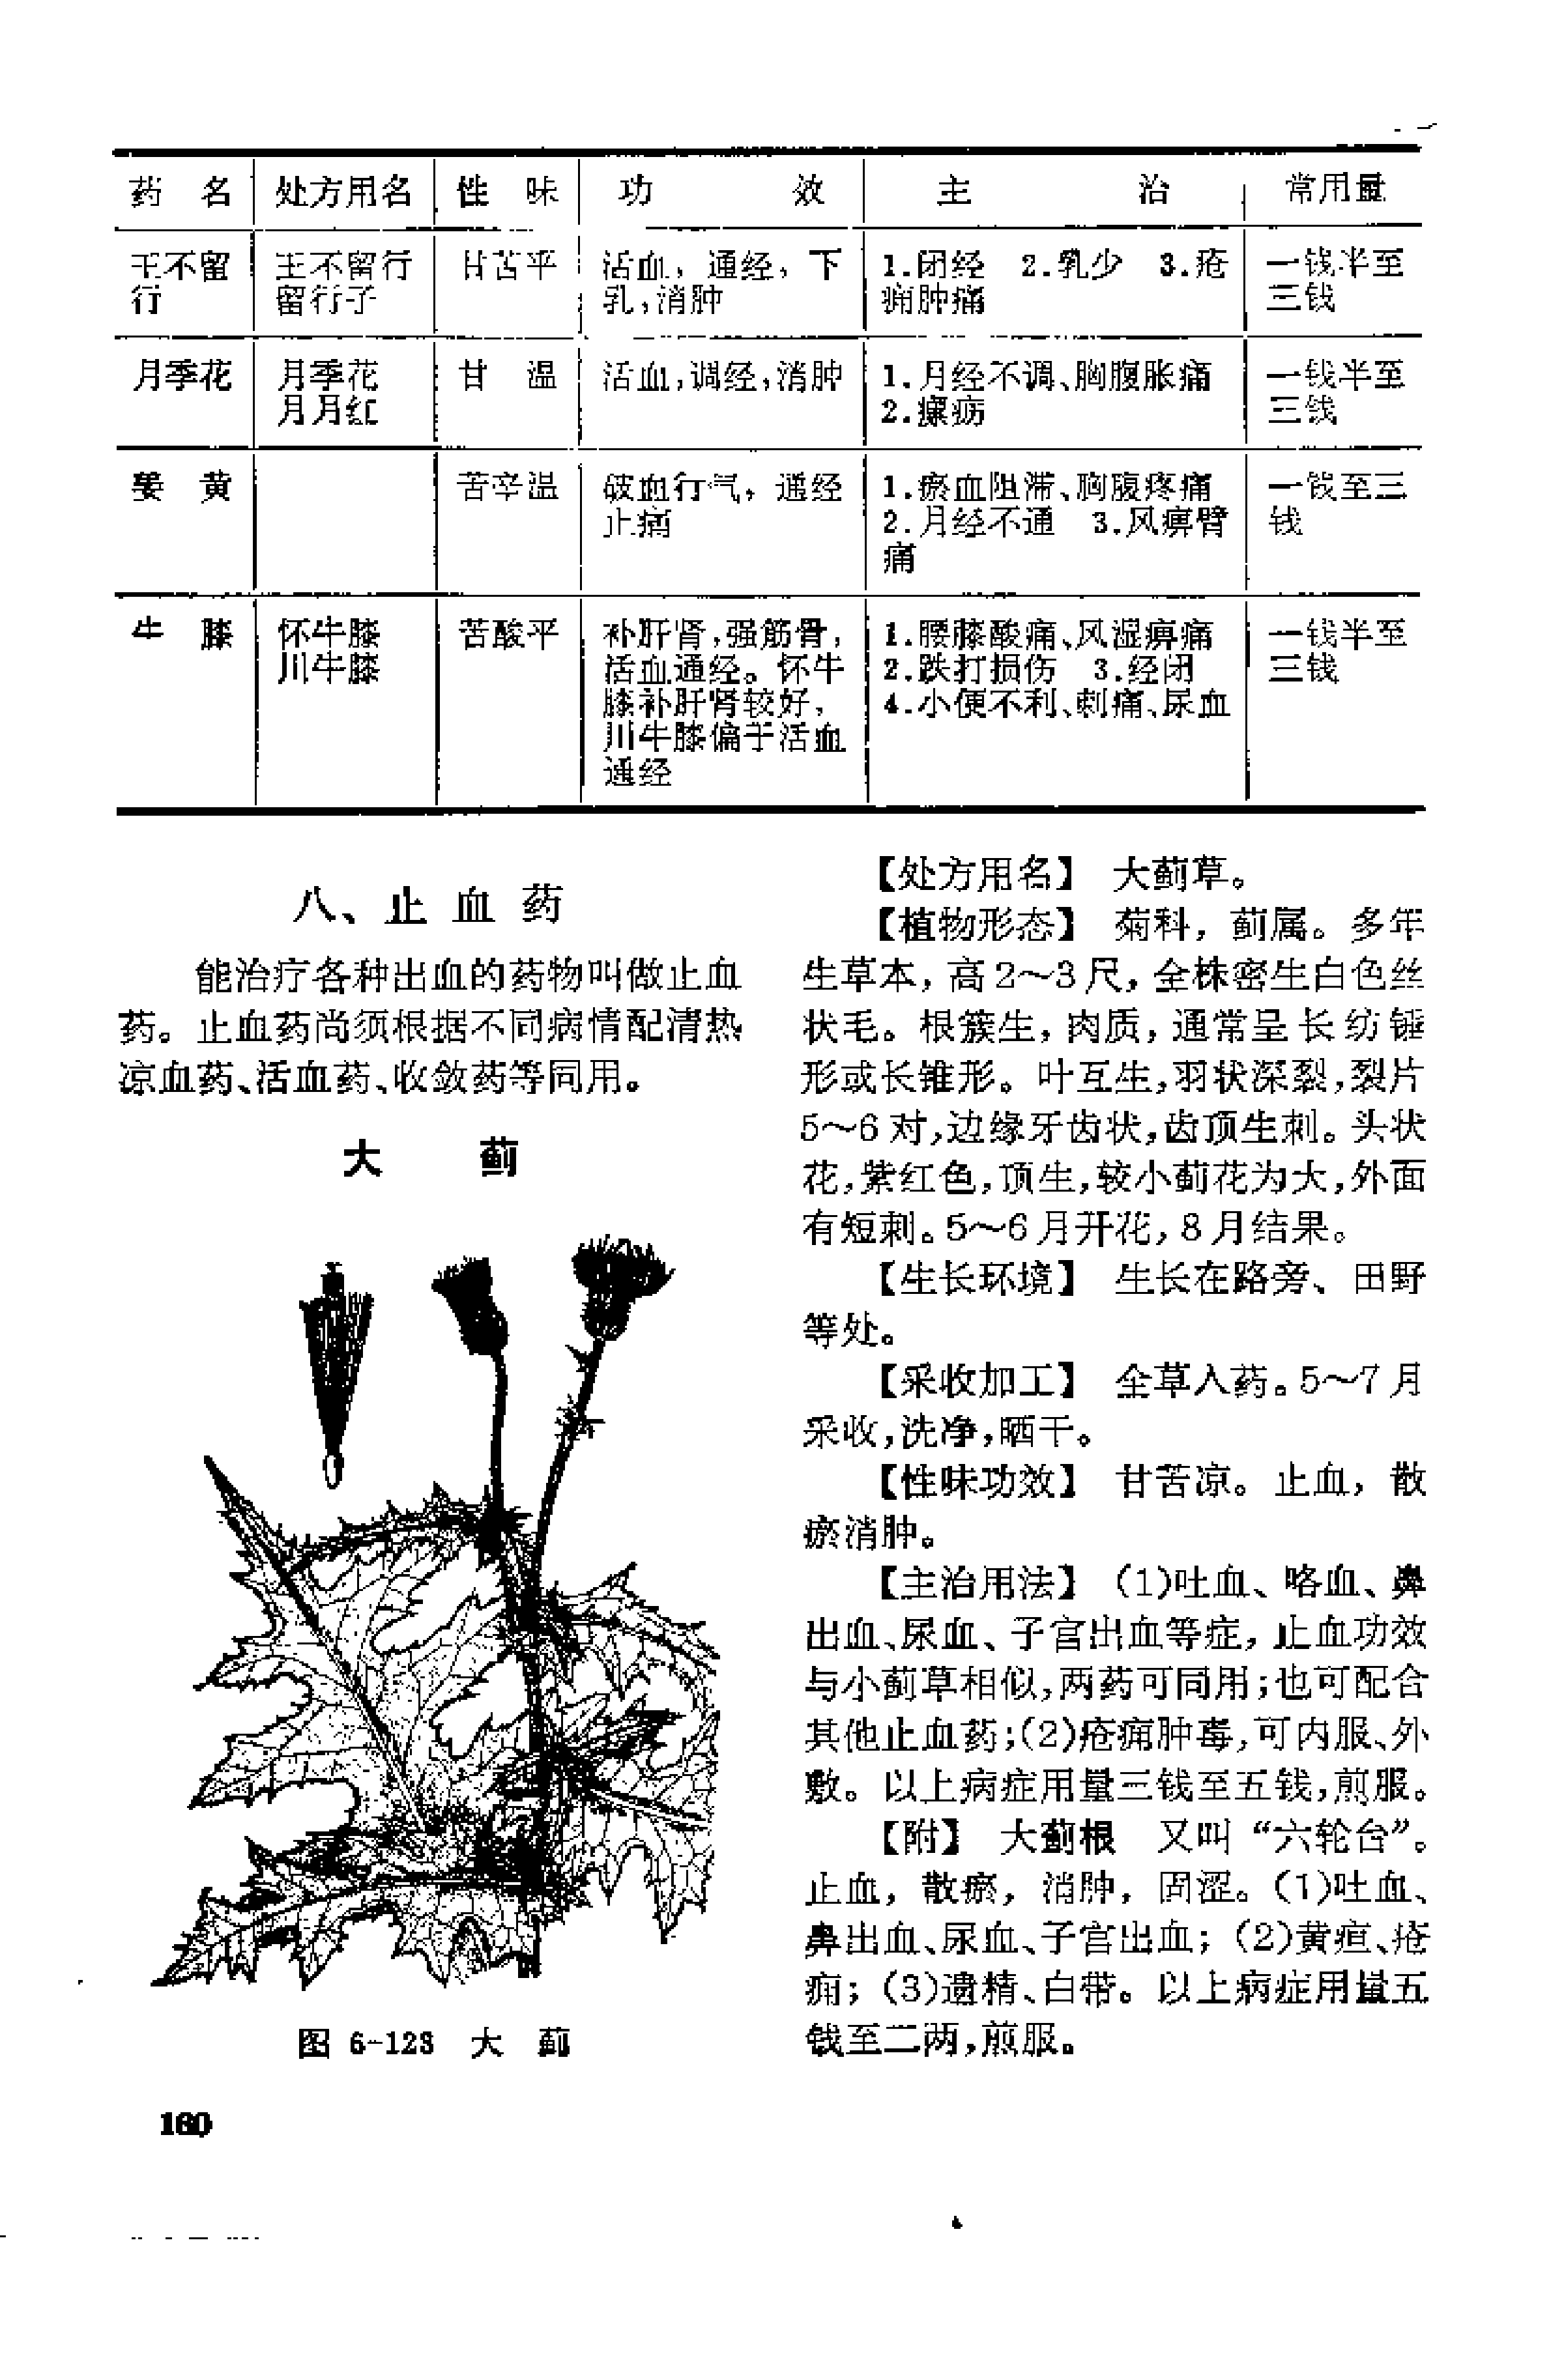 药 名 处方用名 性 味 功 效 主 治 常用量
王不留 王不留行 甘苦平 活血，通经，下 1.闭经 2.乳少 3.疮 一钱半至
行 留行子 乳，消肿 痈肿痛 三钱
月季花 月季花 甘 温 活血，调经，消肿 1.月经不调、胸腹胀痛 一钱半至
月月红 2.瘰疬 三钱
姜 黄 苦辛温 破血行气，通经 1.瘀血阻滞、胸腹疼痛 一钱至三
止痛 2.月经不通 3.风痹臂 钱
痛
牛 膝 怀牛膝 苦酸平 补肝肾，强筋骨， 1.腰膝酸痛、风湿痹痛 一钱半至
川牛膝 活血通经。怀牛 2.跌打损伤 3.经闭 三钱
膝补肝肾较好， 4.小便不利、刺痛、尿血
川牛膝偏于活血
通经
八、止血药
能治疗各种出血的药物叫做止血
药。止血药尚须根据不同病情配清热
凉血药、活血药、收敛药等同用。
大 蓟
图 6-123 大 蓟
【处方用名】 大蓟草。
【植物形态】 菊科，蓟属。多年
生草本，高2～3尺，全株密生白色丝
状毛。根簇生，肉质，通常呈长纺锤
形或长锥形。叶互生，羽状深裂，裂片
5～6对，边缘牙齿状，齿顶生刺。头状
花，紫红色，顶生，较小蓟花为大，外面
有短刺。5～6月开花，8月结果。
【生长环境】 生长在路旁、田野
等处。
【采收加工】 全草入药。5～7月
采收，洗净，晒干。
【性味功效】 甘苦凉。止血，散
瘀消肿。
【主治用法】 (1)吐血、咯血、鼻
出血、尿血、子宫出血等症，止血功效
与小蓟草相似，两药可同用；也可配合
其他止血药；(2)疮痈肿毒，可内服、外
敷。以上病症用量三钱至五钱，煎服。
【附】 大蓟根 又叫“六轮台”。
止血，散瘀，消肿，固涩。(1)吐血、
鼻出血、尿血、子宫出血；(2)黄疸、疮
痈；(3)遗精、白带。以上病症用量五
钱至二两，煎服。
160